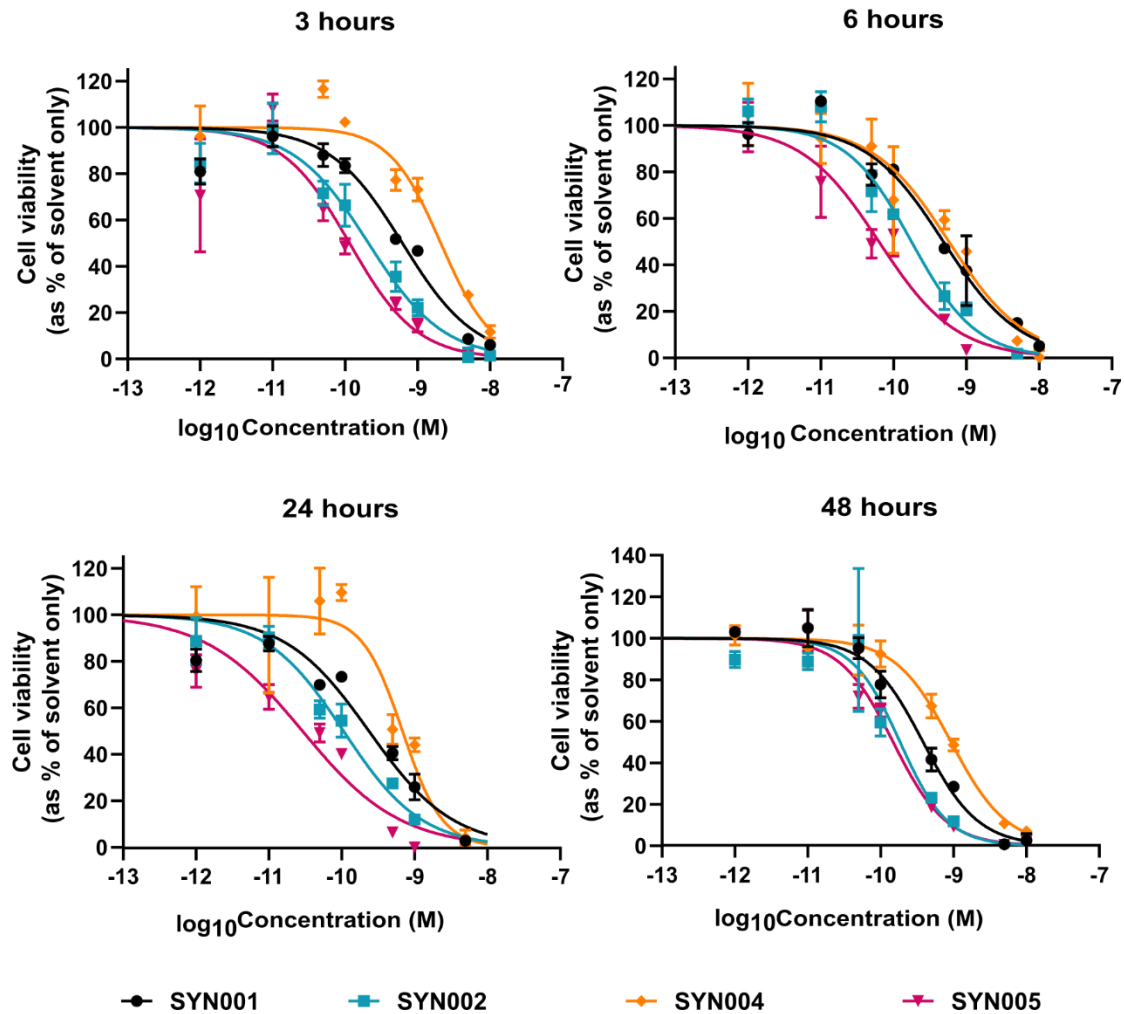 3 hours
Cell viability
(as % of solvent only)
120
100
80
60
40
20
0
-13 -12 -11 -10 -9 -8 -7
log10 Concentration (M)
6 hours
Cell viability
(as % of solvent only)
120
100
80
60
40
20
0
-13 -12 -11 -10 -9 -8 -7
log10 Concentration (M)
24 hours
Cell viability
(as % of solvent only)
120
100
80
60
40
20
0
-13 -12 -11 -10 -9 -8 -7
log10 Concentration (M)
48 hours
Cell viability
(as % of solvent only)
140
120
100
80
60
40
20
0
-13 -12 -11 -10 -9 -8 -7
log10 Concentration (M)
SYN001 SYN002 SYN004 SYN005